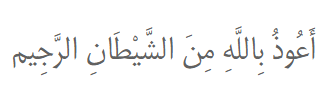 أَعُوذُ بِاللَّهِ مِنَ الشَّيْطَانِ الرَّجِيم